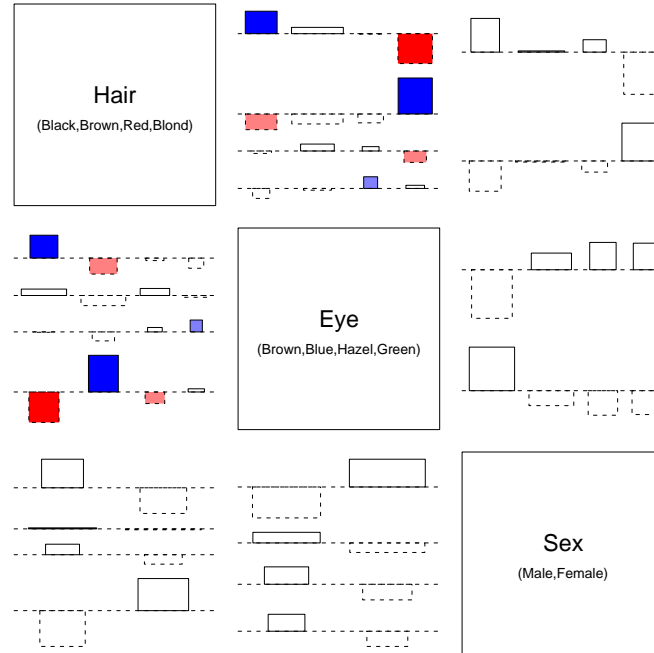 Hair
(Black,Brown,Red,Blond)
Eye
(Brown,Blue,Hazel,Green)
Sex
(Male,Female)